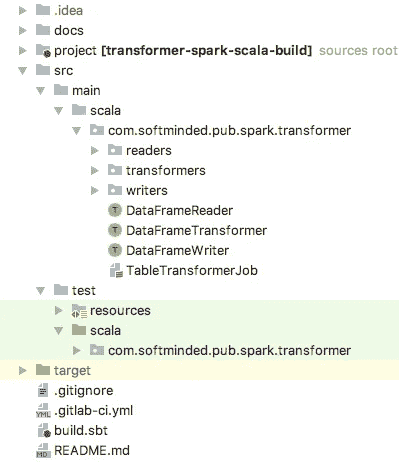 .idea
docs
project [transformer-spark-scala-build] sources root
src
main
scala
com.softminded.pub.spark.transformer
readers
transformers
writers
T DataFrameReader
T DataFrameTransformer
T DataFrameWriter
TableTransformerJob
test
resources
scala
com.softminded.pub.spark.transformer
target
.gitignore
YML .gitlab-ci.yml
build.sbt
MD README.md